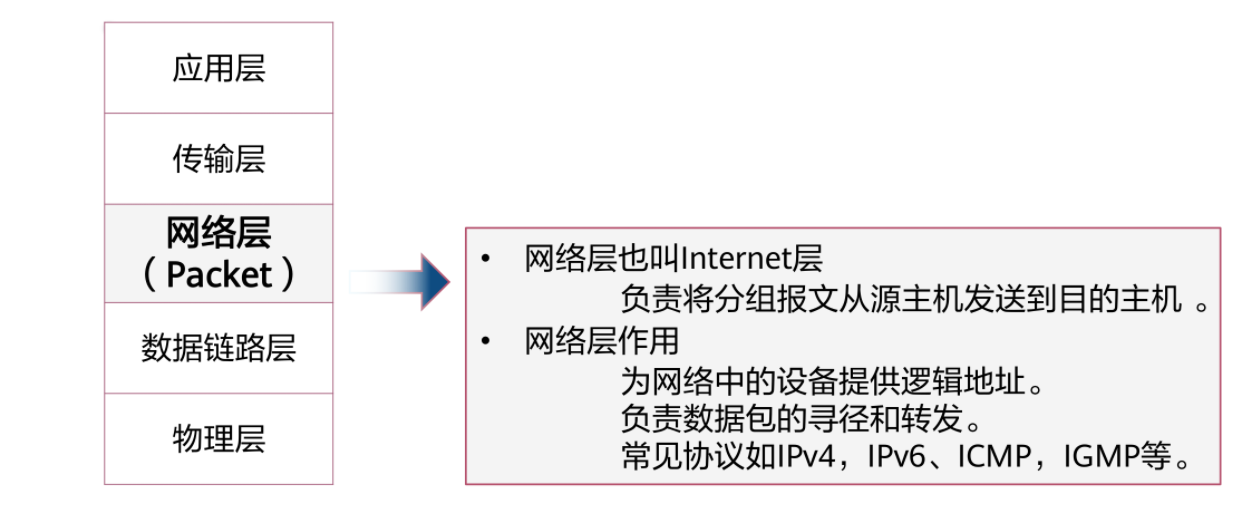 应用层
传输层
网络层
（Packet）
数据链路层
物理层
• 网络层也叫Internet层
负责将分组报文从源主机发送到目的主机 。
• 网络层作用
为网络中的设备提供逻辑地址。
负责数据包的寻径和转发。
常见协议如IPv4，IPv6、ICMP，IGMP等。